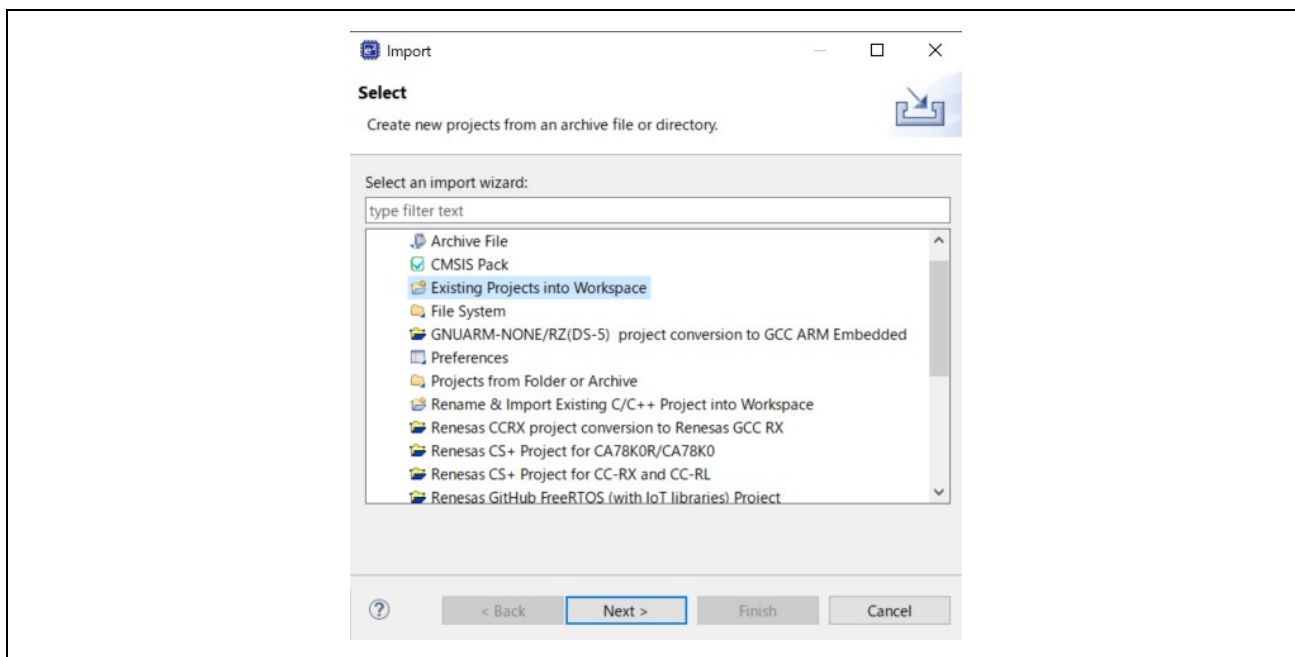 Import
Select
Create new projects from an archive file or directory.
Select an import wizard:
type filter text
Archive File
CMSIS Pack
Existing Projects into Workspace
File System
GNUARM-NONE/RZ(DS-5) project conversion to GCC ARM Embedded
Preferences
Projects from Folder or Archive
Rename & Import Existing C/C++ Project into Workspace
Renesas CCRX project conversion to Renesas GCC RX
Renesas CS+ Project for CA78K0R/CA78K0
Renesas CS+ Project for CC-RX and CC-RL
Renesas GitHub FreeRTOS (with IoT libraries) Project
< Back Next > Finish Cancel